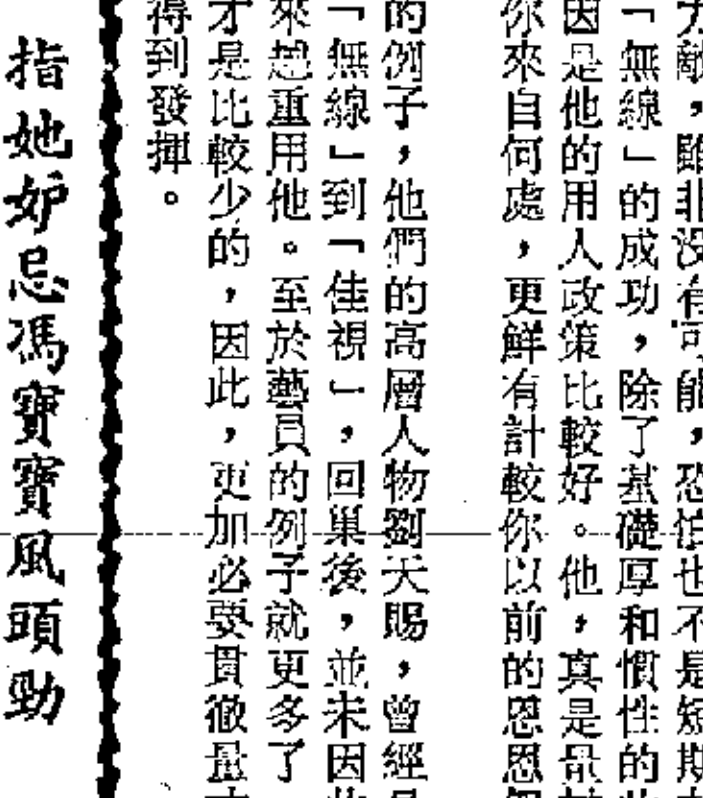 力敵，雖非沒有可能，恐怕也不是短期
「無線」的成功，除了基礎厚和慣性的
因是他的用人政策比較好。他，真是最
你來自何處，更鮮有計較你以前的恩恩
的例子，他們的高層人物劉天賜，曾經
「無線」到「佳視」，回巢後，並未因
來越重用他。至於藝員的例子就更多了
才是比較少的，因此，更加必要貫徹量
得到發揮。
指她妒忌馮寶寶風頭勁